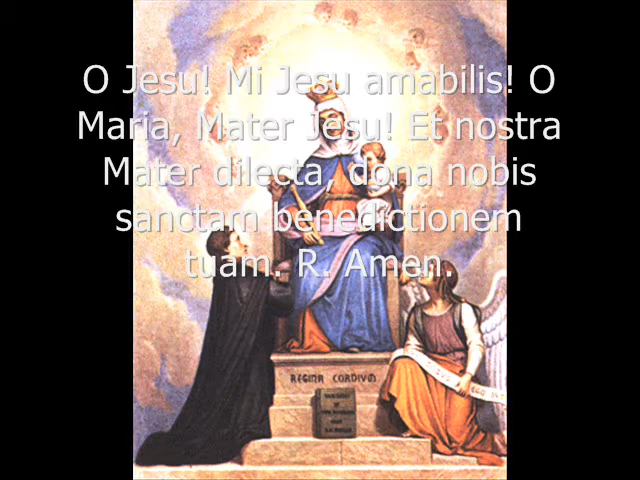 O Jesu! Mi Jesu amabilis! O
Maria, Mater Jesu! Et nostra
Mater dilecta, dona nobis
sanctam benedictionem
tuam. R. Amen.
REGINA CORDIUM